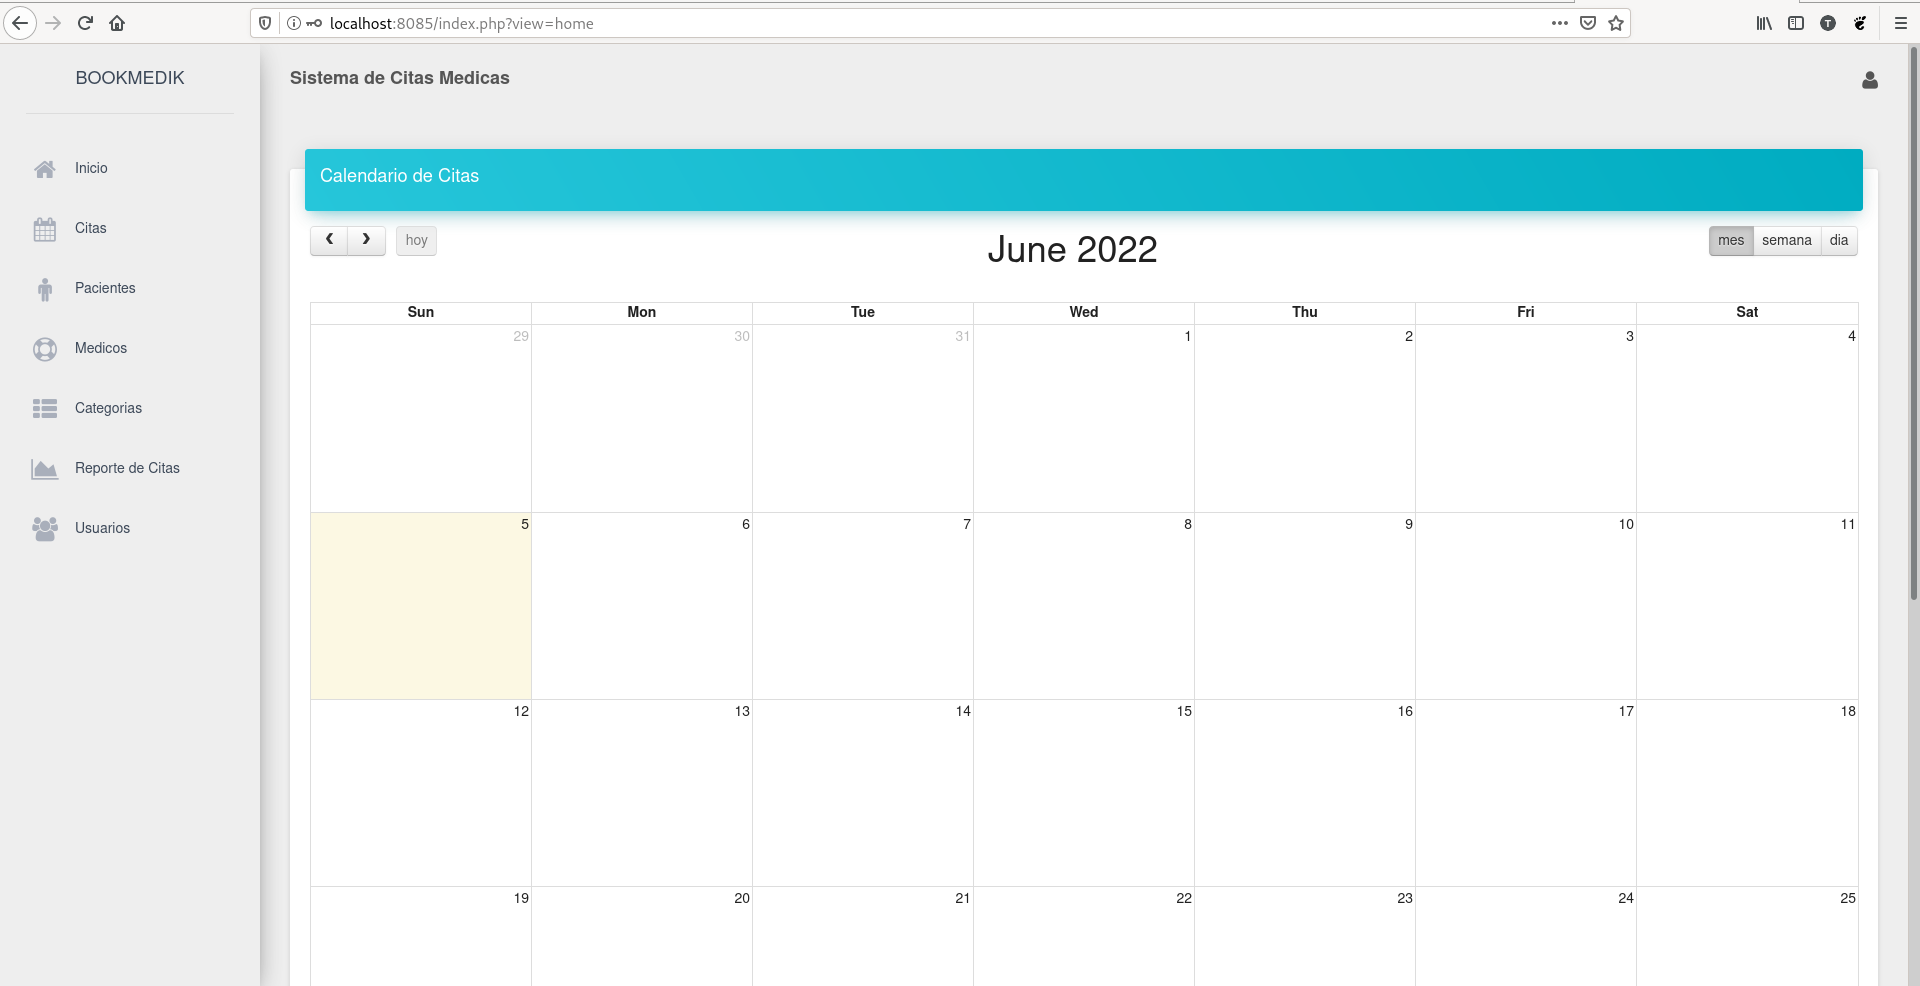 localhost:8085/index.php?view=home
T
BOOKMEDIK
Sistema de Citas Medicas
Inicio
Citas
Pacientes
Medicos
Categorias
Reporte de Citas
Usuarios
Calendario de Citas
hoy
June 2022
mes semana dia
Sun Mon Tue Wed Thu Fri Sat
29 30 31 1 2 3 4
5 6 7 8 9 10 11
12 13 14 15 16 17 18
19 20 21 22 23 24 25